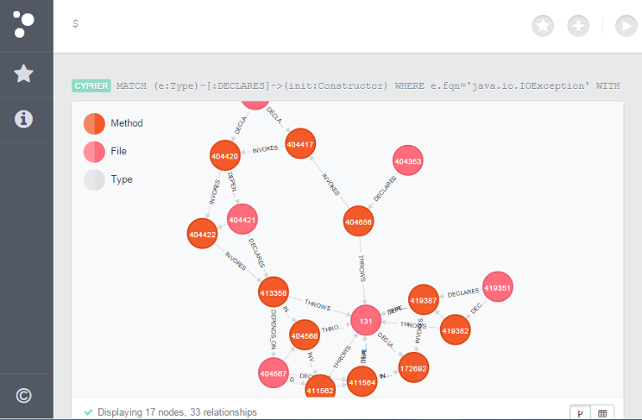 $
CYPHER MATCH (e:Type)-[:DECLARES]->(init:Constructor) WHERE e.fqn='java.io.IOException' WITH
Method
File
Type
DECLA...
DECLA...
404417
INVOKES
404420
404353
INVOKES
DEPEN...
INVOKES
DECLARES
404421
404656
404422
DECLARES
INVOKES
THROWS
413358
419351
THROWS
IN...
419387
DECLARES
DEC...
131
THROWS
419382
DEPENDS_ON
404568
THRO...
DECLA...
INVOKES
INV...
THROWS
404567
172692
DEC
D...
411564
IN...
411562
Displaying 17 nodes, 33 relationships